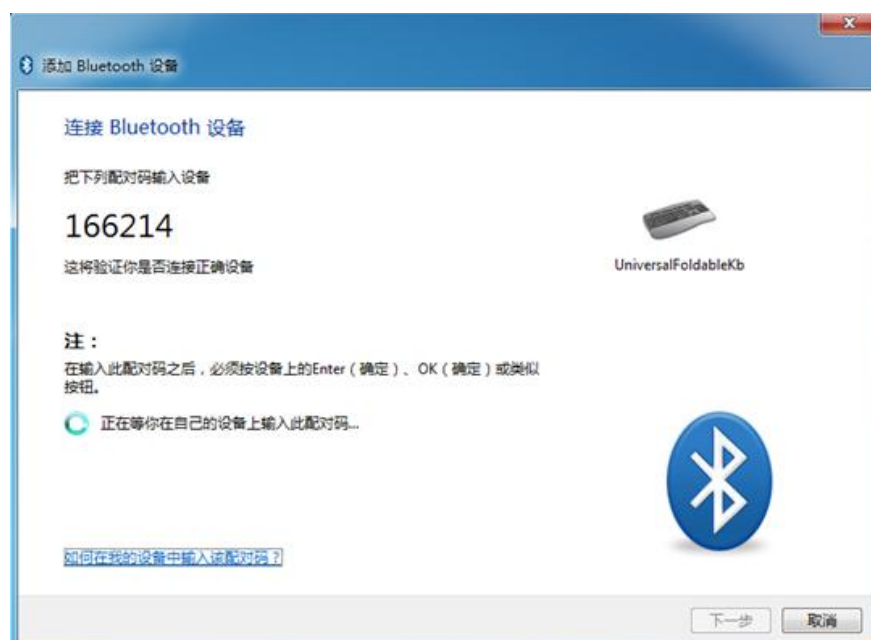 添加 Bluetooth 设备
连接 Bluetooth 设备
把下列配对码输入设备
166214
这将验证你是否连接正确设备
UniversalFoldableKb
注：
在输入此配对码之后，必须按设备上的Enter（确定）、OK（确定）或类似
按钮。
正在等你在自己的设备上输入此配对码...
如何在我的设备中输入该配对码？
下一步
取消